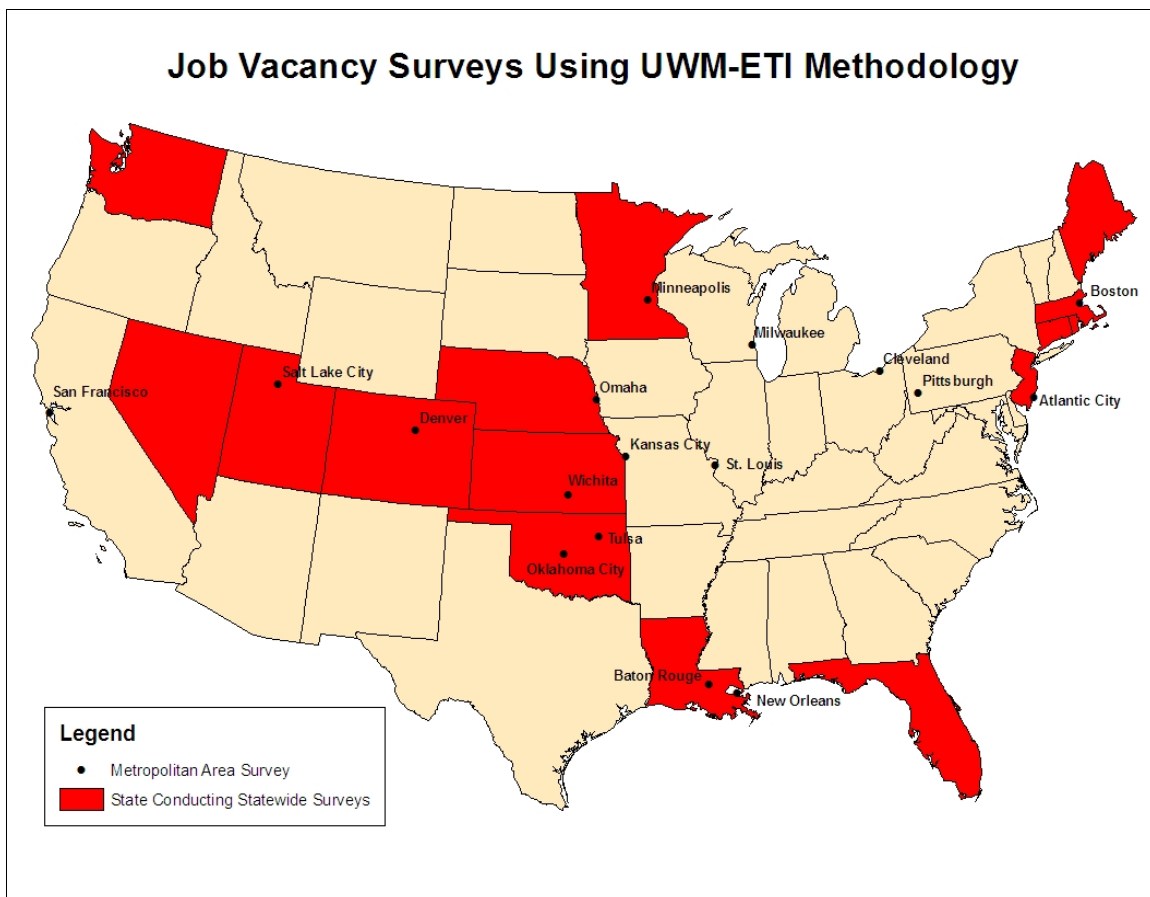 Job Vacancy Surveys Using UWM-ETI Methodology
Minneapolis
Boston
Milwaukee
Cleveland
Salt Lake City
San Francisco
Omaha
Pittsburgh
Atlantic City
Denver
Kansas City
St. Louis
Wichita
Tulsa
Oklahoma City
Baton Rouge
New Orleans
Legend
Metropolitan Area Survey
State Conducting Statewide Surveys